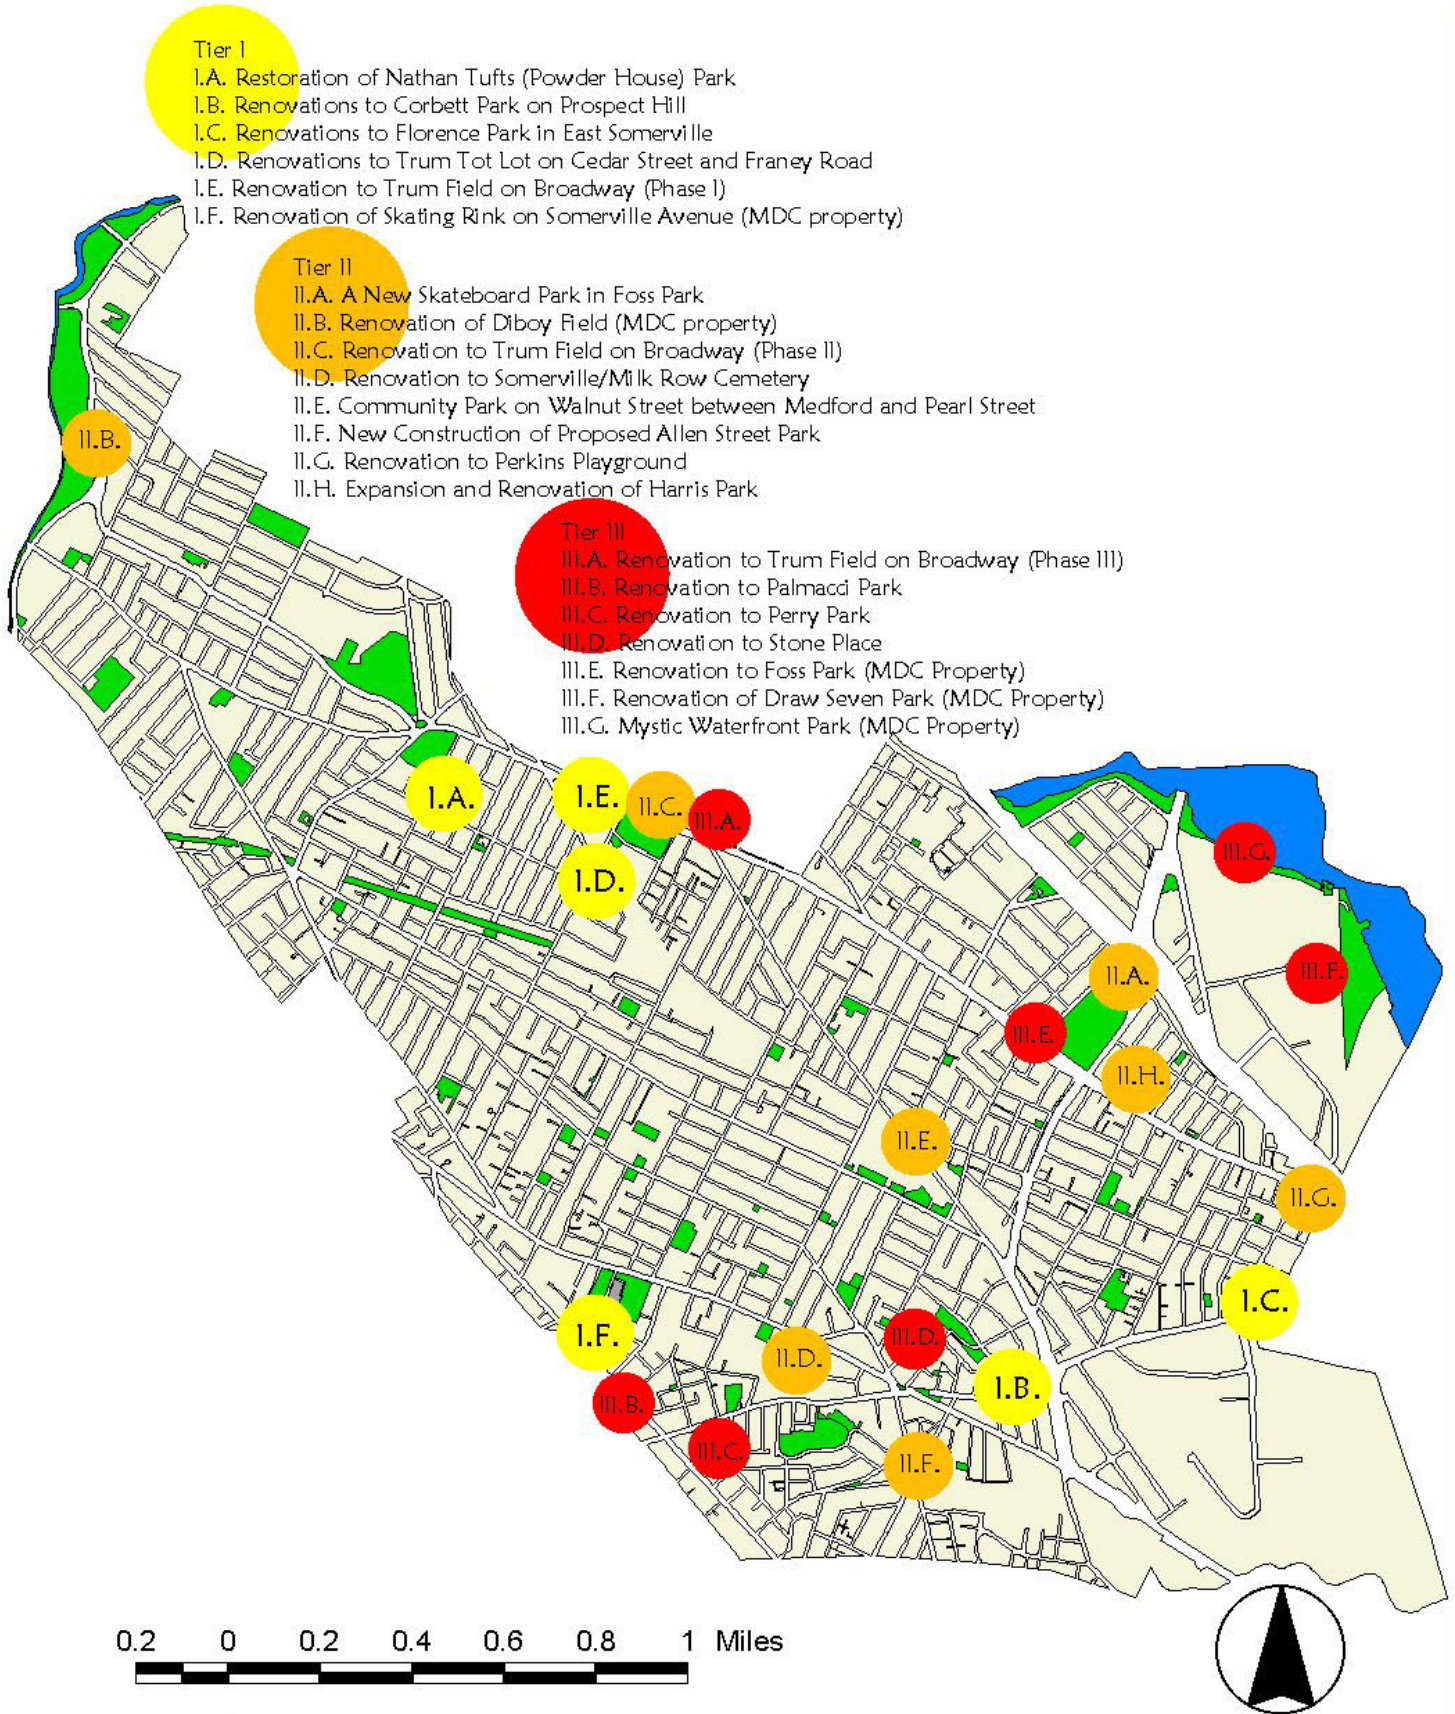 Tier I
I.A. Restoration of Nathan Tufts (Powder House) Park
I.B. Renovations to Corbett Park on Prospect Hill
I.C. Renovations to Florence Park in East Somerville
I.D. Renovations to Trum Tot Lot on Cedar Street and Franey Road
I.E. Renovation to Trum Field on Broadway (Phase I)
I.F. Renovation of Skating Rink on Somerville Avenue (MDC property)
Tier II
II.A. A New Skateboard Park in Foss Park
II.B. Renovation of Diboy Field (MDC property)
II.C. Renovation to Trum Field on Broadway (Phase II)
II.D. Renovation to Somerville/Milk Row Cemetery
II.E. Community Park on Walnut Street between Medford and Pearl Street
II.F. New Construction of Proposed Allen Street Park
II.G. Renovation to Perkins Playground
II.H. Expansion and Renovation of Harris Park
Tier III
III.A. Renovation to Trum Field on Broadway (Phase III)
III.B. Renovation to Palmacci Park
III.C. Renovation to Perry Park
III.D. Renovation to Stone Place
III.E. Renovation to Foss Park (MDC Property)
III.F. Renovation of Draw Seven Park (MDC Property)
III.G. Mystic Waterfront Park (MDC Property)
II.B.
I.A.
I.E.
II.C.
III.A.
I.D.
III.G.
II.A.
III.F.
III.E.
II.H.
II.E.
II.G.
I.C.
I.F.
III.D.
II.D.
I.B.
III.B.
III.C.
II.F.
0.2 0 0.2 0.4 0.6 0.8 1 Miles